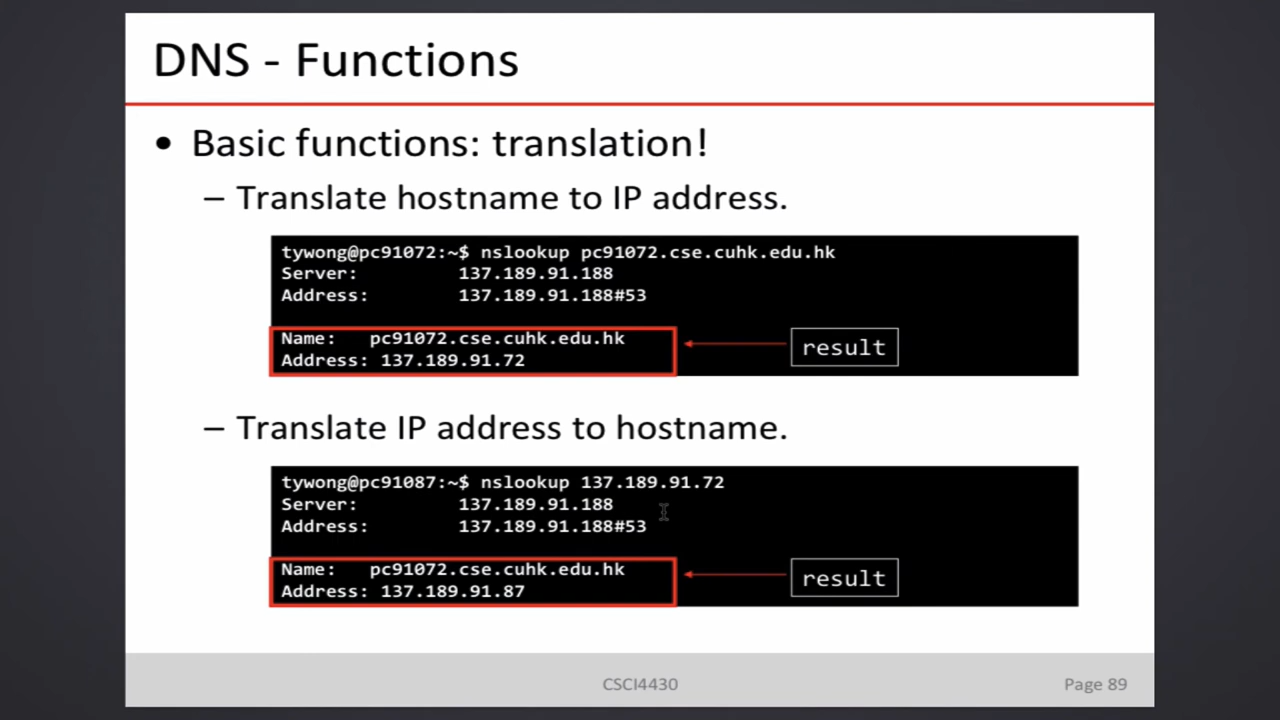 DNS - Functions
• Basic functions: translation!
– Translate hostname to IP address.
tywong@pc91072:~$ nslookup pc91072.cse.cuhk.edu.hk
Server: 137.189.91.188
Address: 137.189.91.188#53
Name: pc91072.cse.cuhk.edu.hk
Address: 137.189.91.72
result
– Translate IP address to hostname.
tywong@pc91087:~$ nslookup 137.189.91.72
Server: 137.189.91.188
Address: 137.189.91.188#53
Name: pc91072.cse.cuhk.edu.hk
Address: 137.189.91.87
result
CSCI4430
Page 89